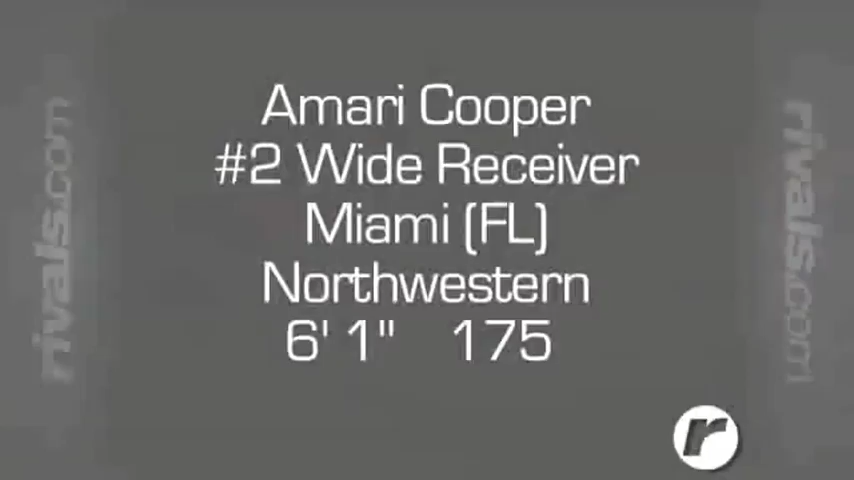 Amari Cooper
#2 Wide Receiver
Miami (FL)
Northwestern
6' 1" 175
rivals.com
rivals.com
r